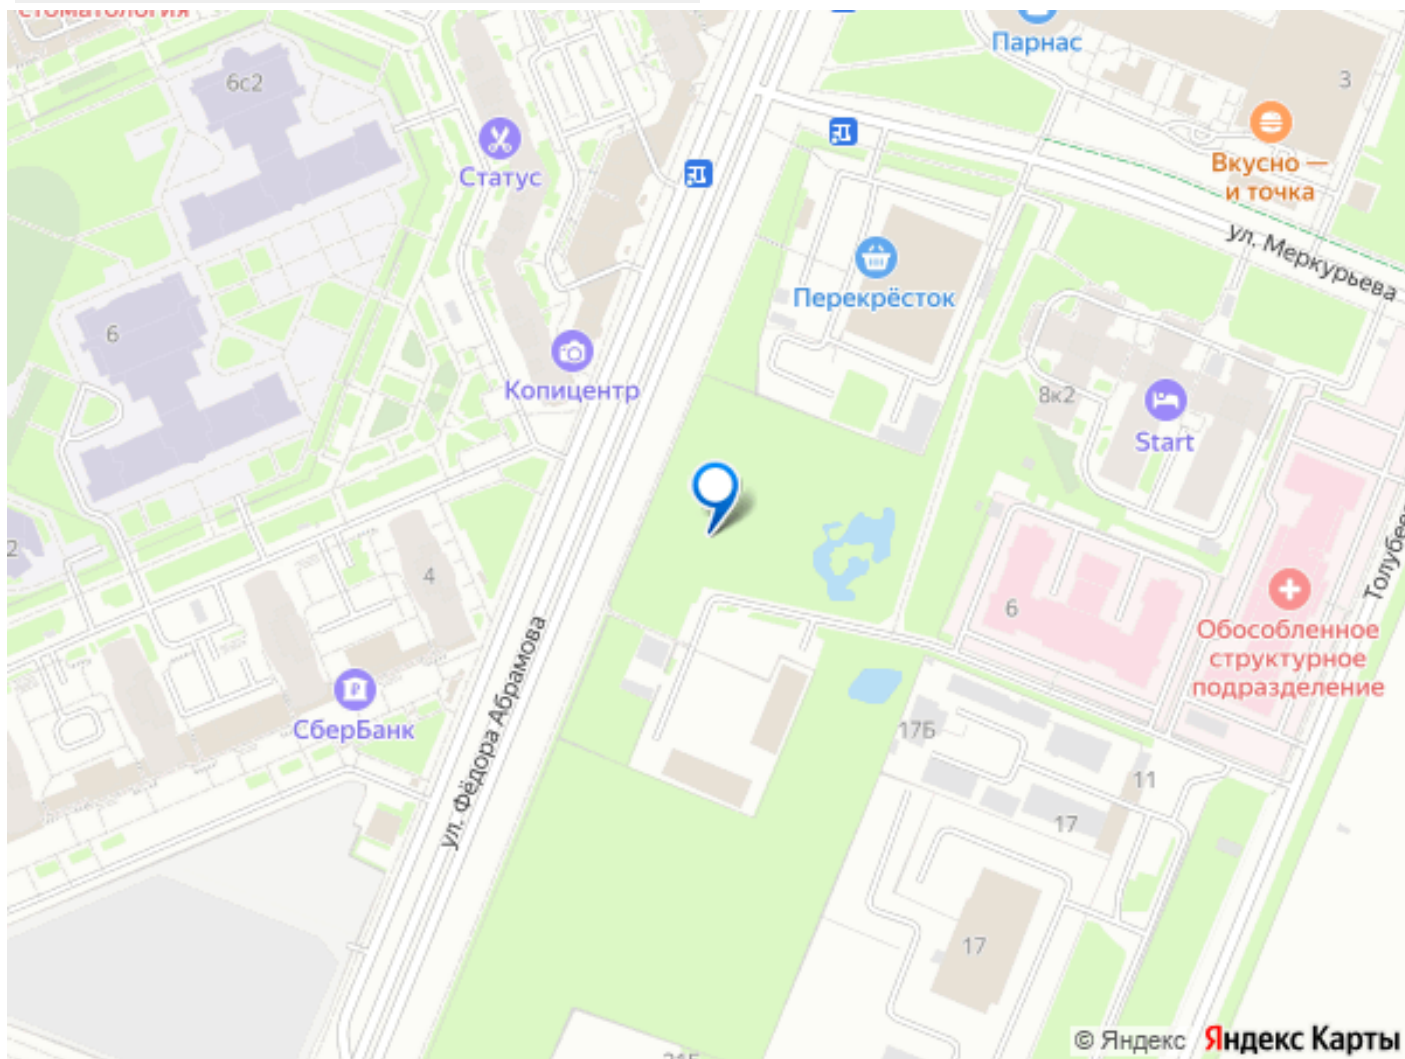 стоматология
Парнас
3
6с2
Статус
Вкусно —
и точка
ул. Меркурьева
Перекрёсток
6
Копицентр
8к2
Start
2
4
6
Обособленное
структурное
подразделение
ул. Фёдора Абрамова
СберБанк
17Б
11
17
17
© Яндекс
Яндекс Карты